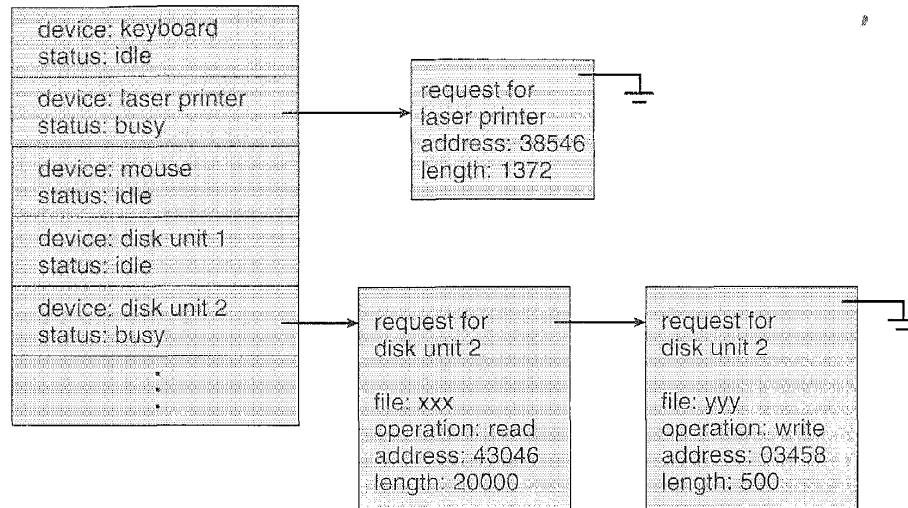 device: keyboard
status: idle
device: laser printer
status: busy
device: mouse
status: idle
device: disk unit 1
status: idle
device: disk unit 2
status: busy
request for
laser printer
address: 38546
length: 1372
request for
disk unit 2
file: xxx
operation: read
address: 43046
length: 20000
request for
disk unit 2
file: yyy
operation: write
address: 03458
length: 500